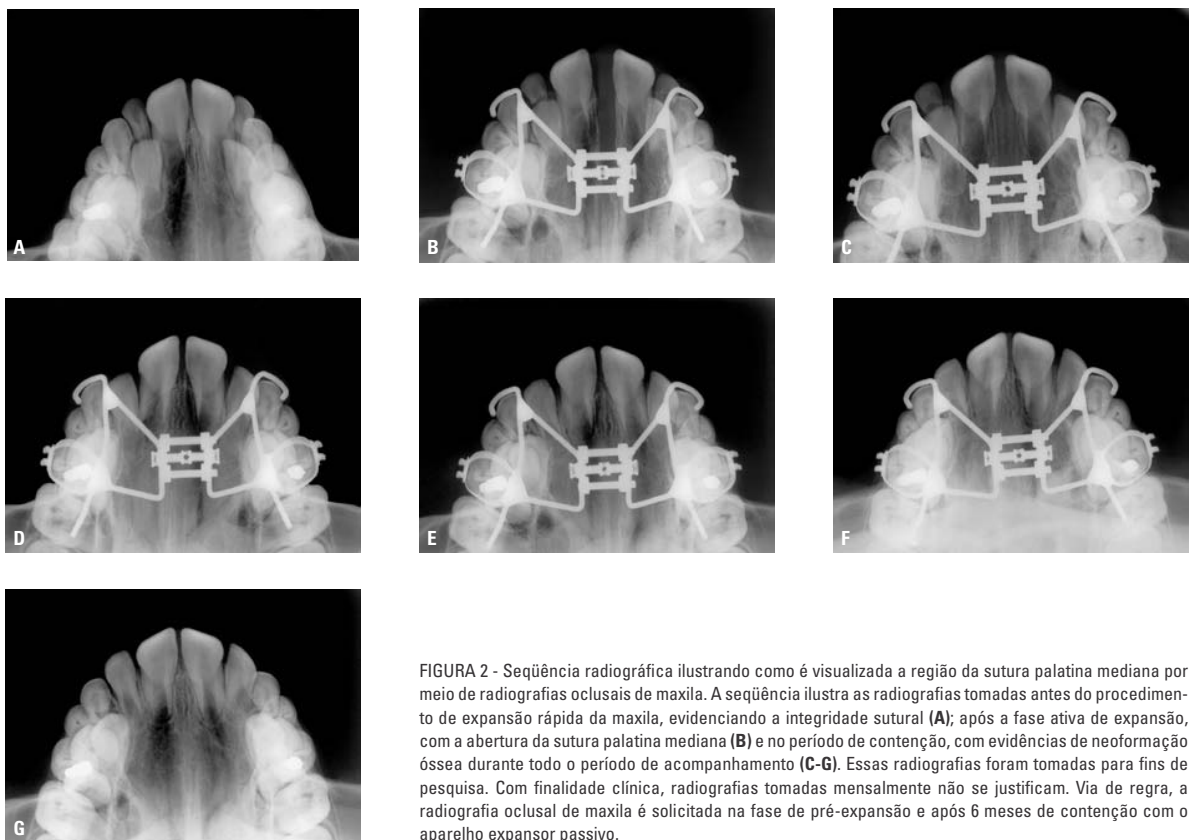 A
B
C
D
E
F
G
FIGURA 2 - Seqüência radiográfica ilustrando como é visualizada a região da sutura palatina mediana por
meio de radiografias oclusais de maxila. A seqüência ilustra as radiografias tomadas antes do procedimen-
to de expansão rápida da maxila, evidenciando a integridade sutural (A); após a fase ativa de expansão,
com a abertura da sutura palatina mediana (B) e no período de contenção, com evidências de neoformação
óssea durante todo o período de acompanhamento (C-G). Essas radiografias foram tomadas para fins de
pesquisa. Com finalidade clínica, radiografias tomadas mensalmente não se justificam. Via de regra, a
radiografia oclusal de maxila é solicitada na fase de pré-expansão e após 6 meses de contenção com o
aparelho expansor passivo.